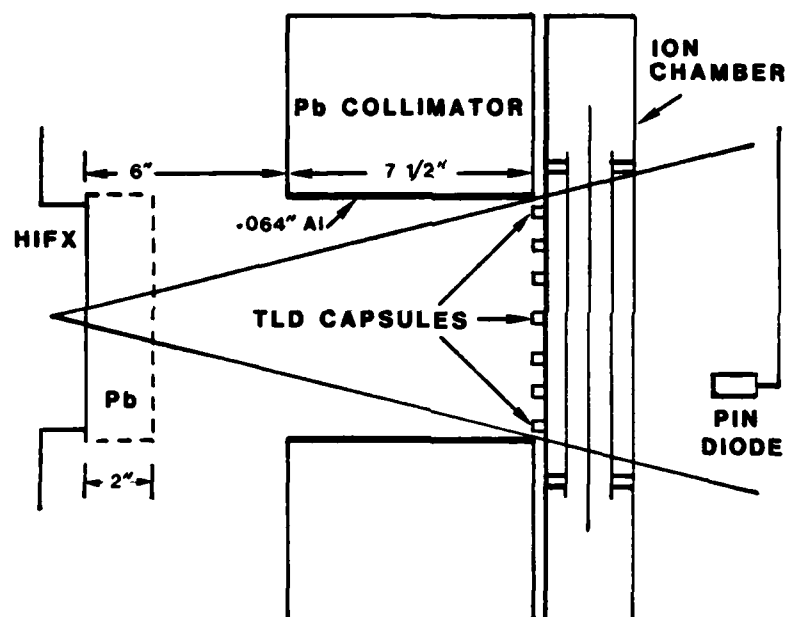 ION
CHAMBER
Pb COLLIMATOR
6"
7 1/2"
.064" Al
HIFX
TLD CAPSULES
Pb
PIN
DIODE
2"